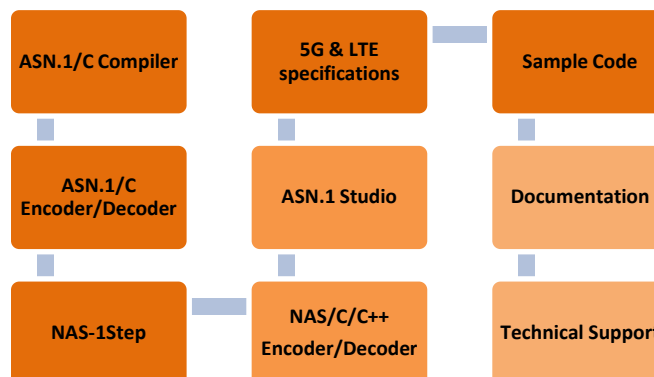 ASN.1/C Compiler
ASN.1/C
Encoder/Decoder
NAS-1Step
NAS/C/C++
Encoder/Decoder
ASN.1 Studio
5G & LTE
specifications
Sample Code
Documentation
Technical Support